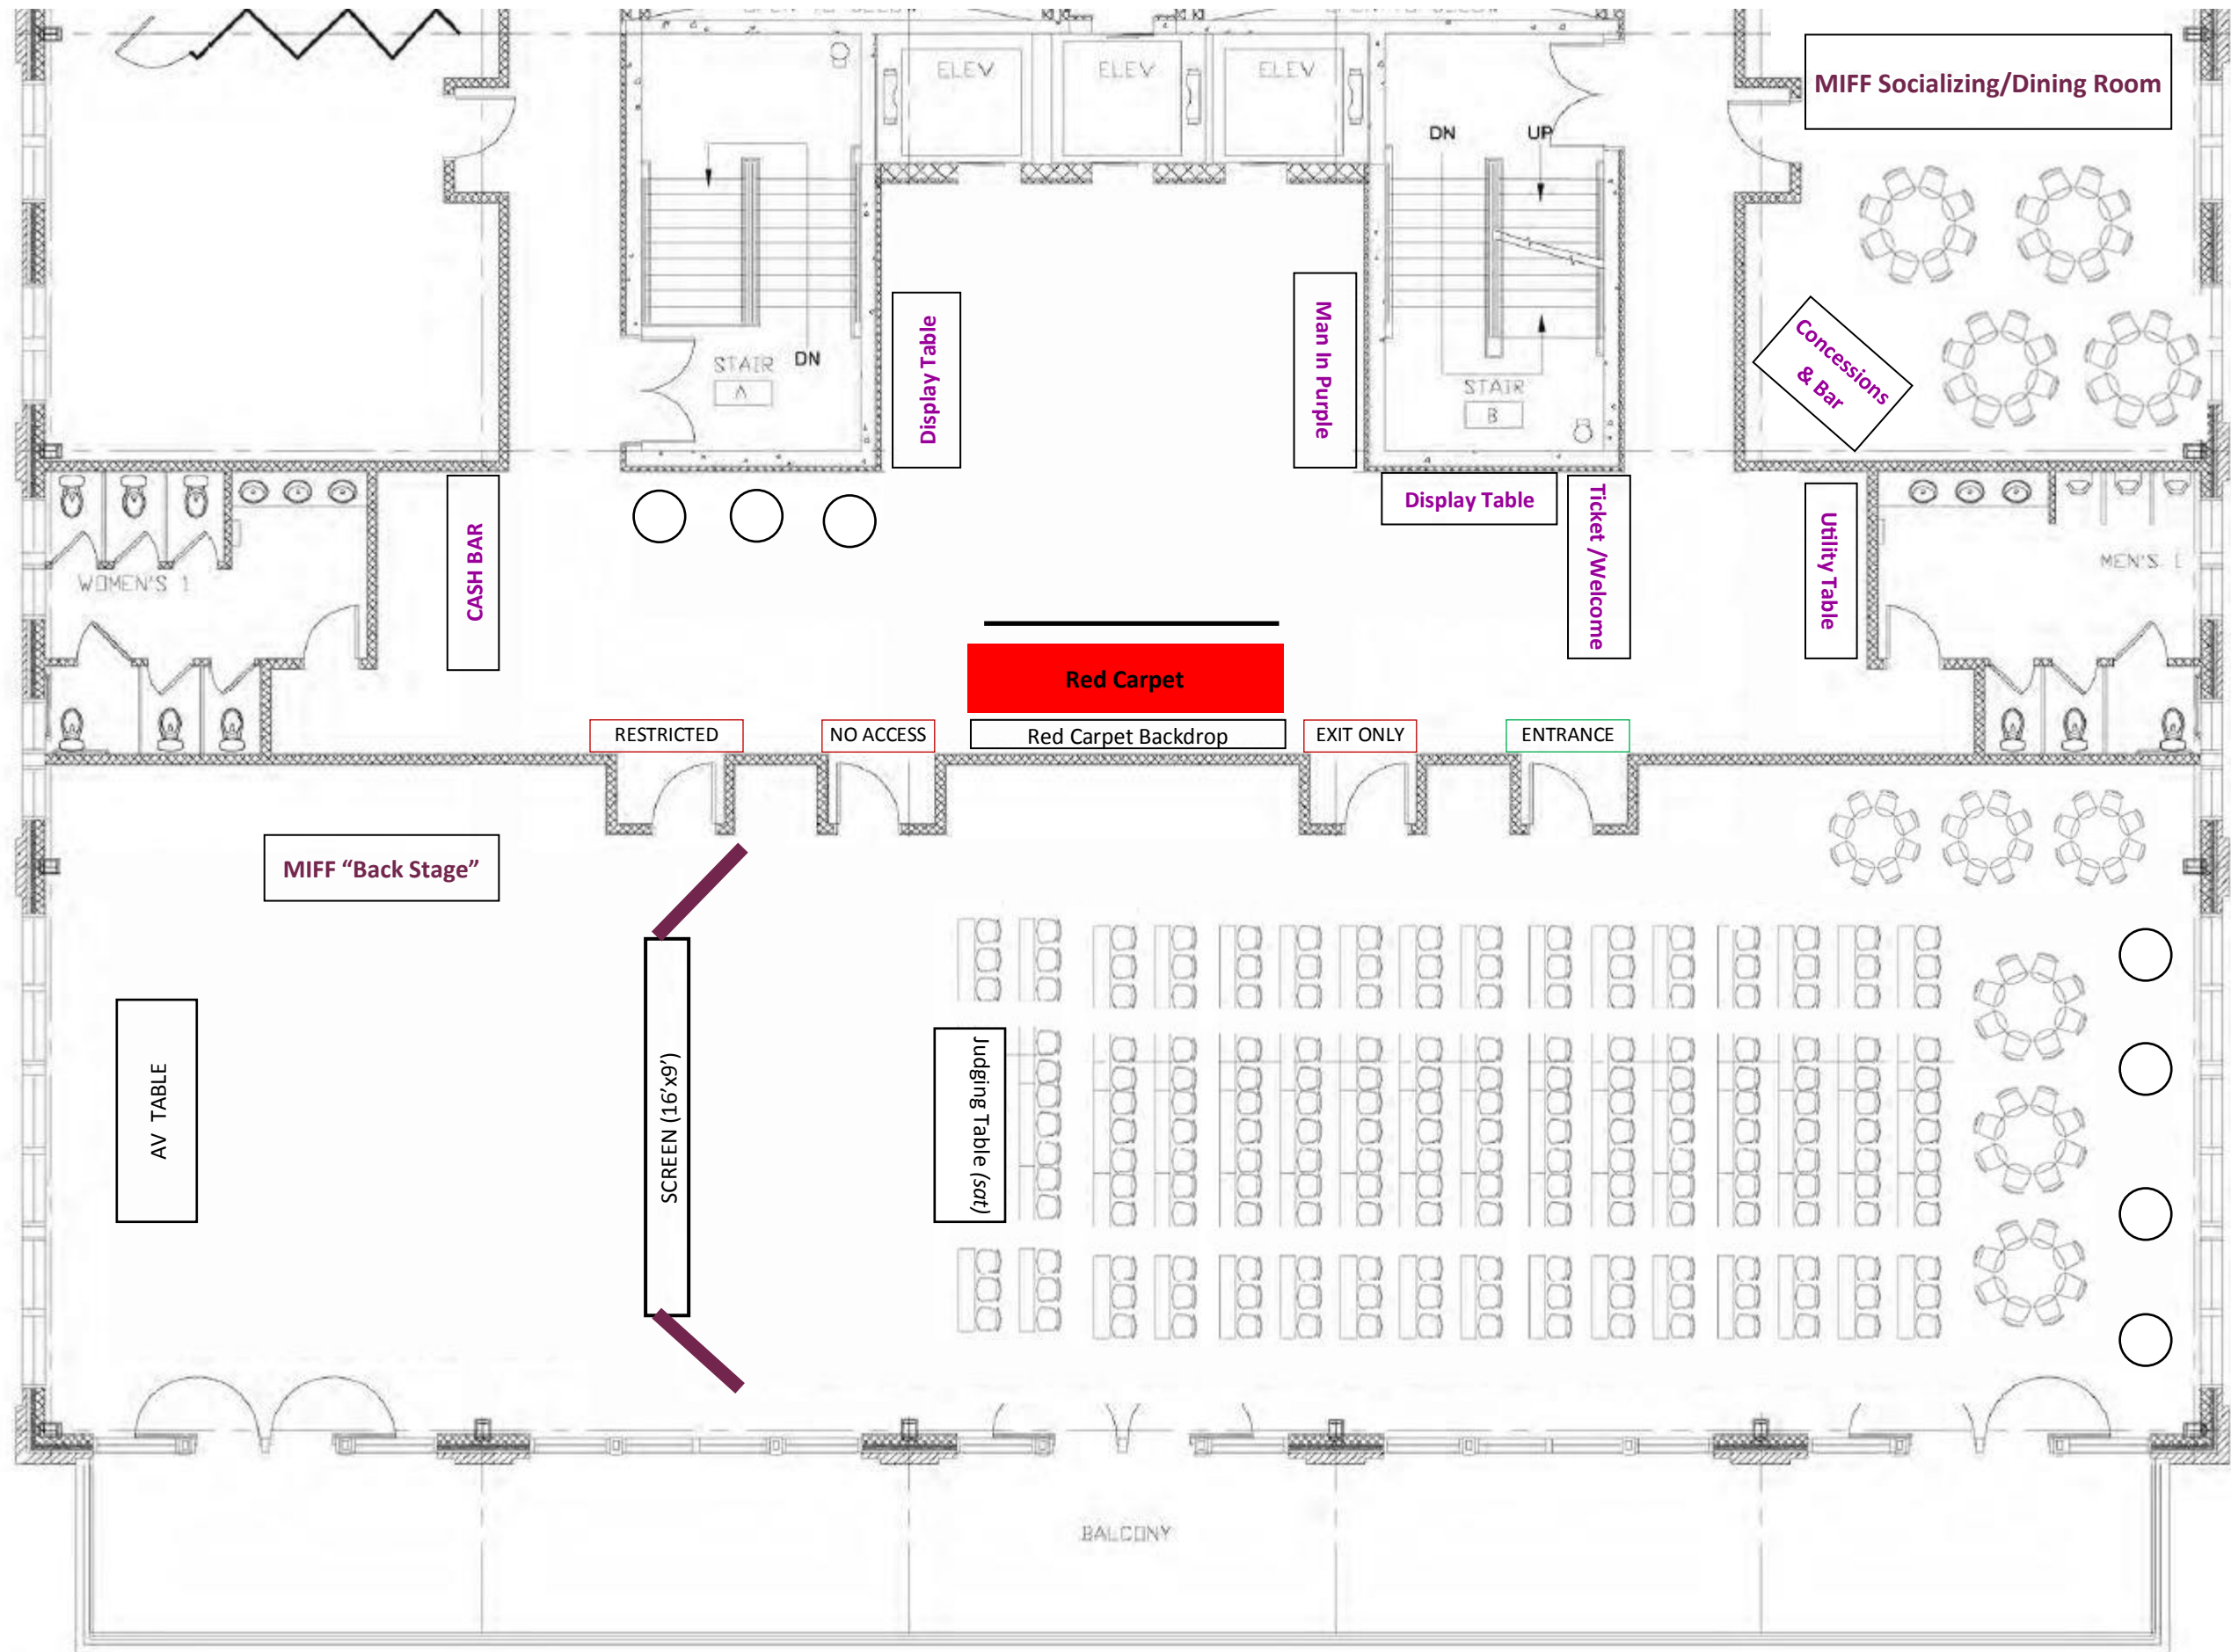 ELEV
ELEV
ELEV
MIFF Socializing/Dining Room
DN
UP
Display Table
Man In Purple
Concessions
& Bar
STAIR
A
DN
STAIR
B
CASH BAR
Display Table
Ticket /Welcome
Utility Table
WOMEN'S 1
MEN'S 1
Red Carpet
RESTRICTED
NO ACCESS
Red Carpet Backdrop
EXIT ONLY
ENTRANCE
MIFF “Back Stage”
AV TABLE
SCREEN (16’x9’)
Judging Table (sat)
BALCONY